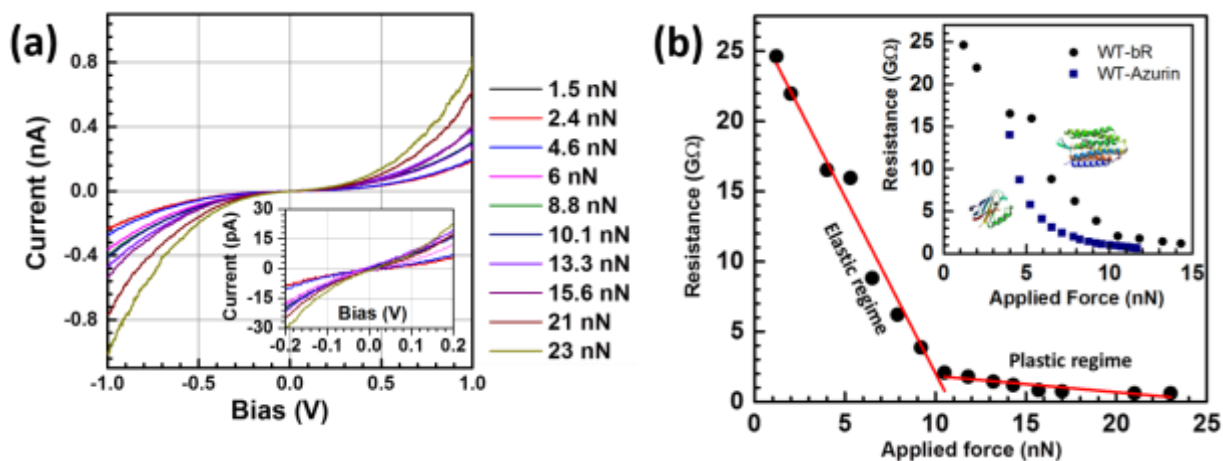 (a)
0.8
0.4
0.0
-0.4
-0.8
Current (nA)
-1.0 -0.5 0.0 0.5 1.0
Bias (V)
30
15
0
-15
-30
Current (pA)
Bias (V)
-0.2 -0.1 0.0 0.1 0.2
1.5 nN
2.4 nN
4.6 nN
6 nN
8.8 nN
10.1 nN
13.3 nN
15.6 nN
21 nN
23 nN
(b)
25
20
15
10
5
0
Resistance (GΩ)
0 5 10 15 20 25
Applied force (nN)
Elastic regime
Plastic regime
25
20
15
10
5
0
Resistance (GΩ)
WT-bR
WT-Azurin
0 5 10 15
Applied Force (nN)